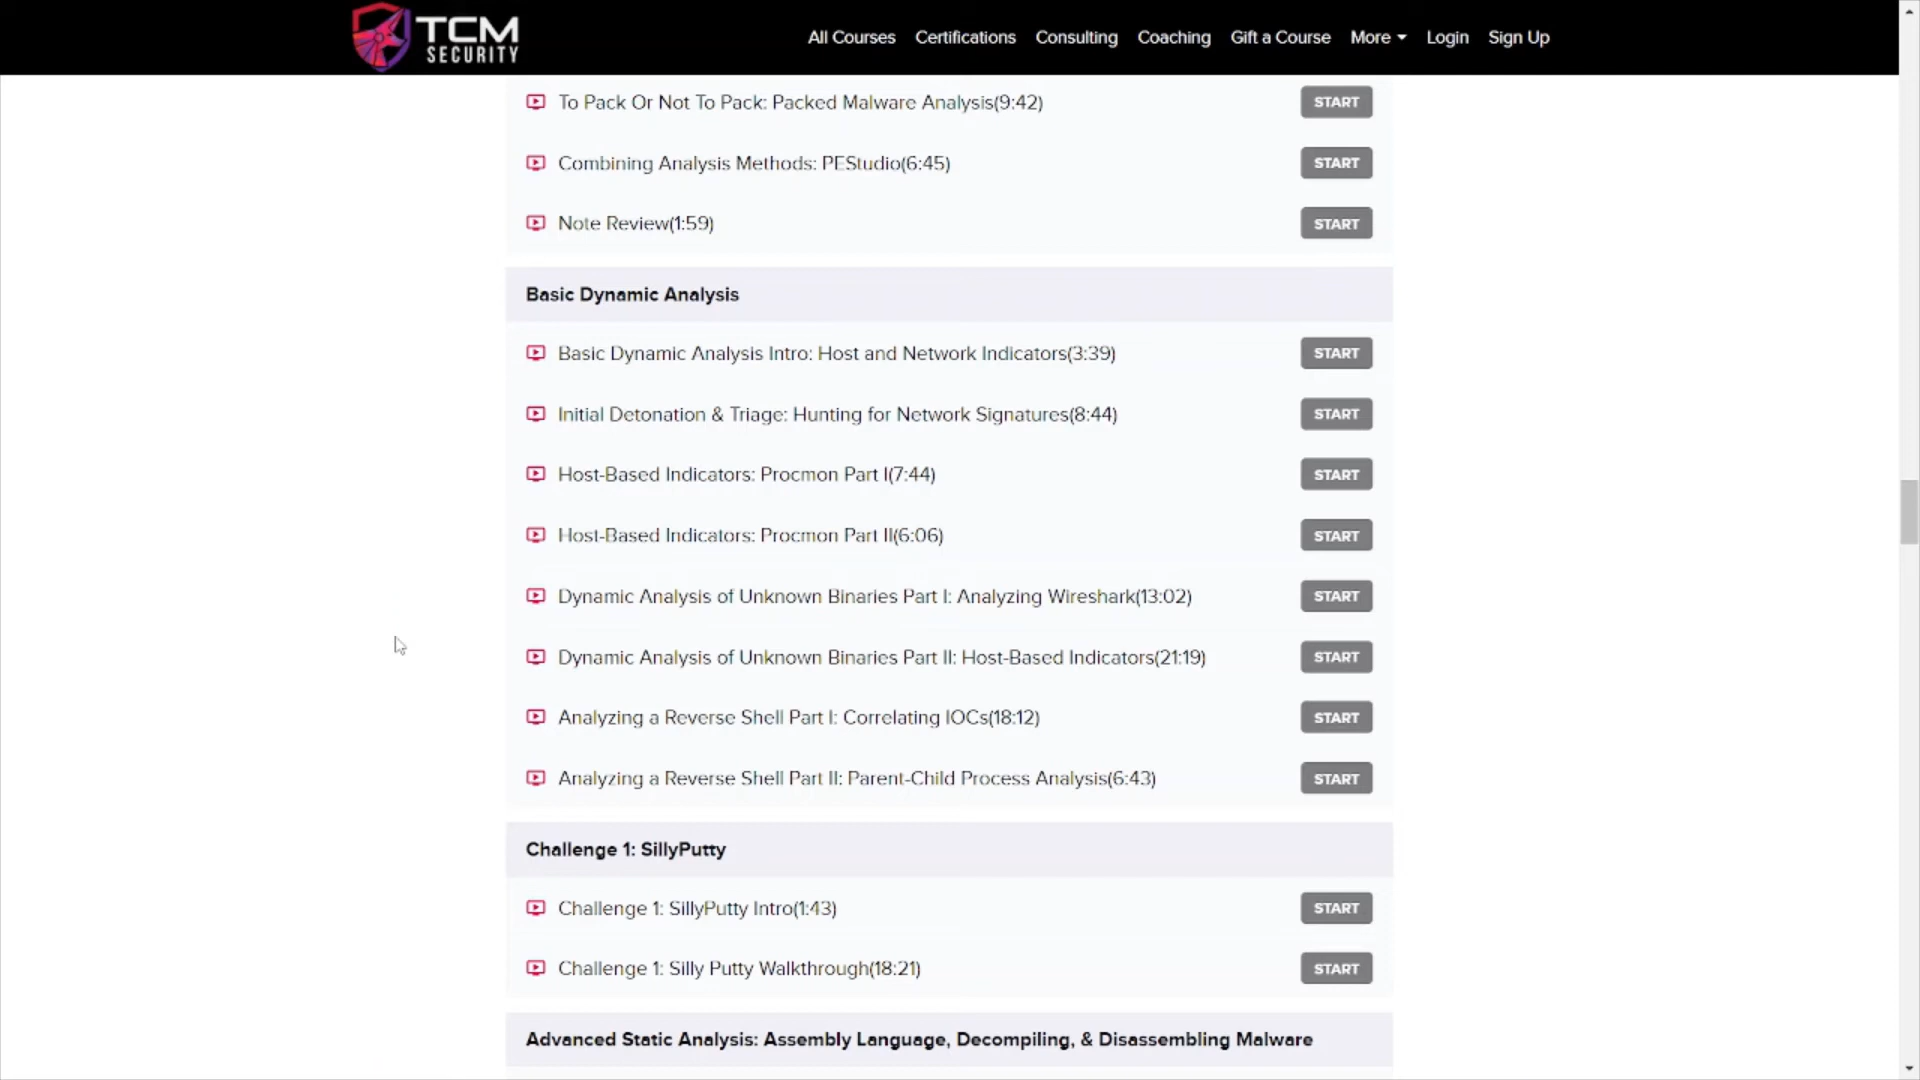 TCM
SECURITY
All Courses Certifications Consulting Coaching Gift a Course More Login Sign Up
To Pack Or Not To Pack: Packed Malware Analysis(9:42) START
Combining Analysis Methods: PEStudio(6:45) START
Note Review(1:59) START
Basic Dynamic Analysis
Basic Dynamic Analysis Intro: Host and Network Indicators(3:39) START
Initial Detonation & Triage: Hunting for Network Signatures(8:44) START
Host-Based Indicators: Procmon Part I(7:44) START
Host-Based Indicators: Procmon Part II(6:06) START
Dynamic Analysis of Unknown Binaries Part I: Analyzing Wireshark(13:02) START
Dynamic Analysis of Unknown Binaries Part II: Host-Based Indicators(21:19) START
Analyzing a Reverse Shell Part I: Correlating IOCs(18:12) START
Analyzing a Reverse Shell Part II: Parent-Child Process Analysis(6:43) START
Challenge 1: SillyPutty
Challenge 1: SillyPutty Intro(1:43) START
Challenge 1: Silly Putty Walkthrough(18:21) START
Advanced Static Analysis: Assembly Language, Decompiling, & Disassembling Malware